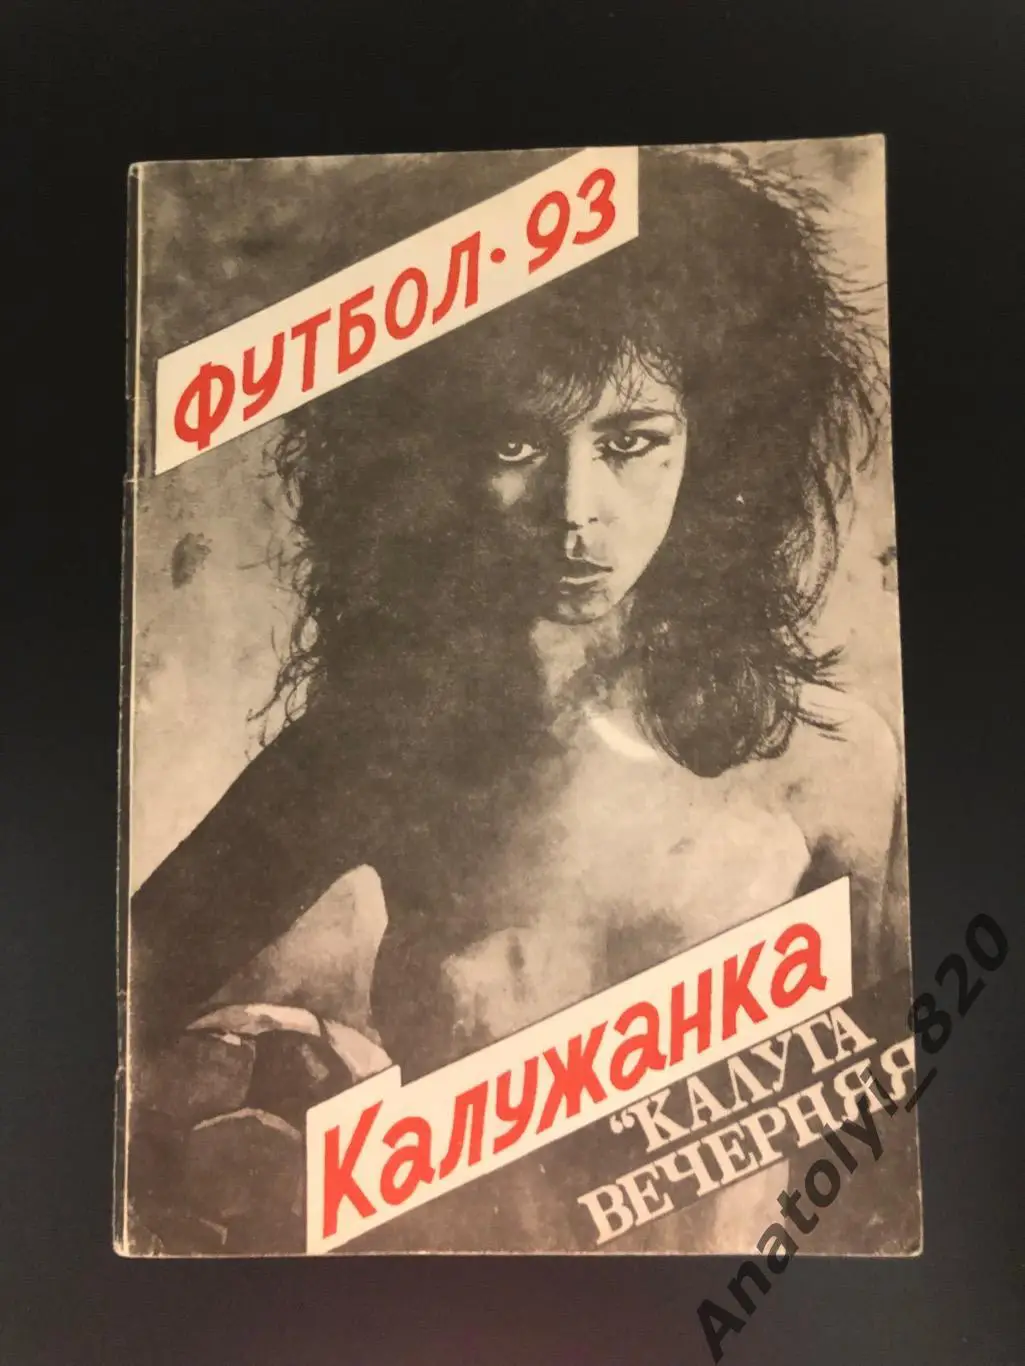 ФУТБОЛ·93
Калужанка
"КАЛУГА
ВЕЧЕРНЯЯ
Anatolyi_820